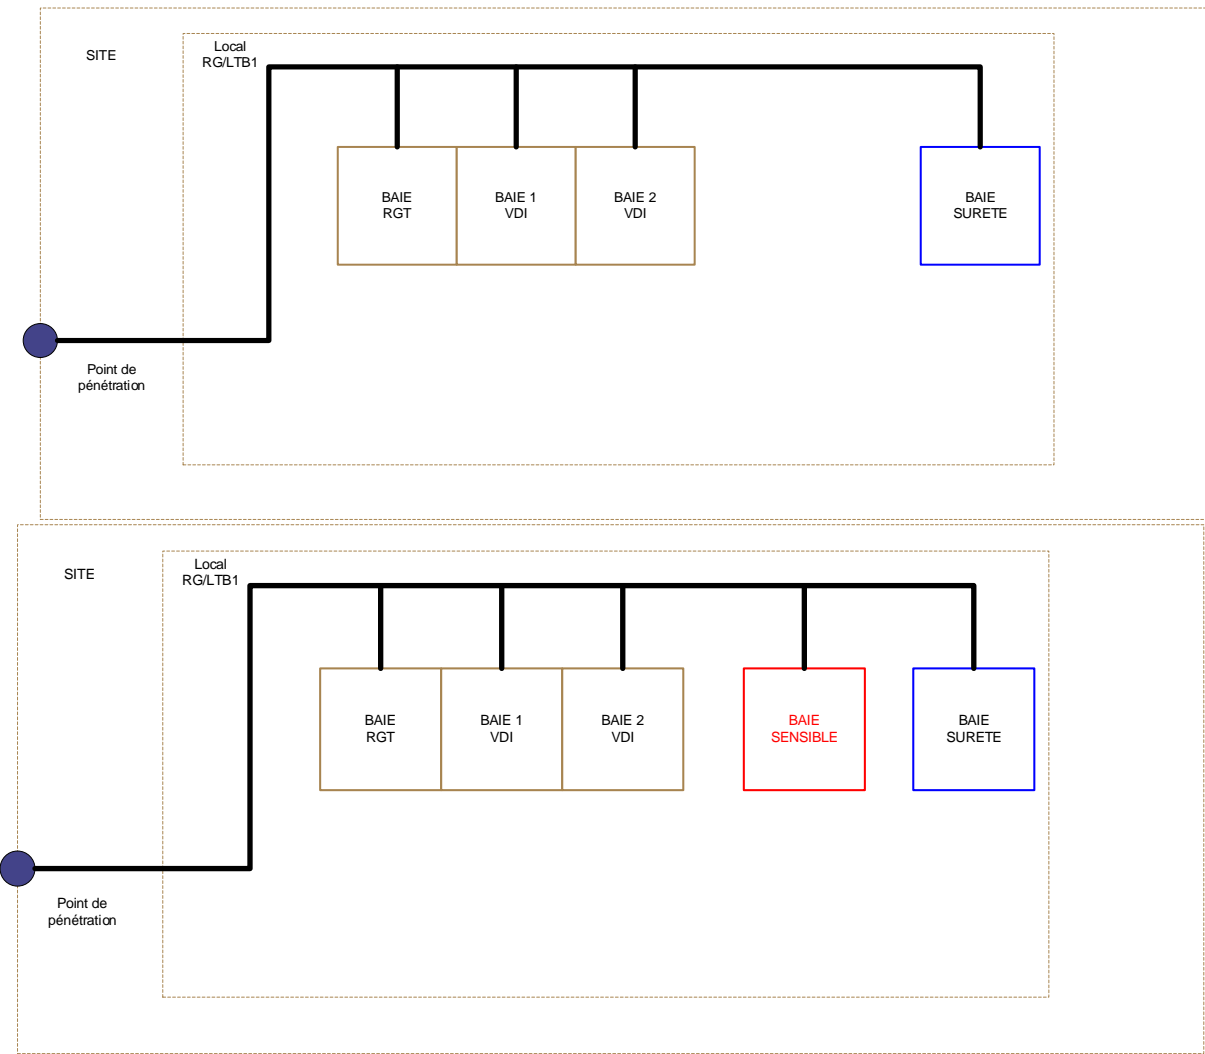 SITE
Local
RG/LTB1
BAIE
RGT
BAIE 1
VDI
BAIE 2
VDI
BAIE
SURETE
Point de
pénétration
SITE
Local
RG/LTB1
BAIE
RGT
BAIE 1
VDI
BAIE 2
VDI
BAIE
SENSIBLE
BAIE
SURETE
Point de
pénétration